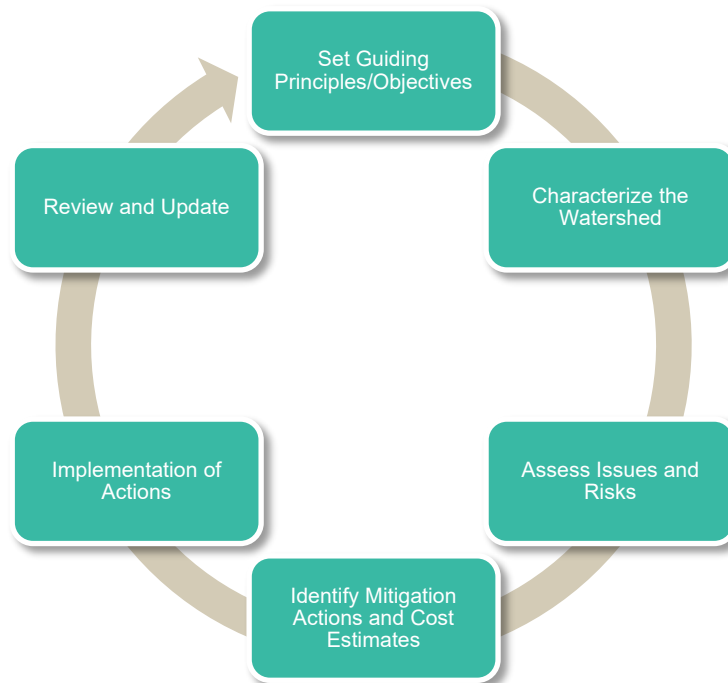 Set Guiding
Principles/Objectives
Characterize the
Watershed
Assess Issues and
Risks
Identify Mitigation
Actions and Cost
Estimates
Implementation of
Actions
Review and Update